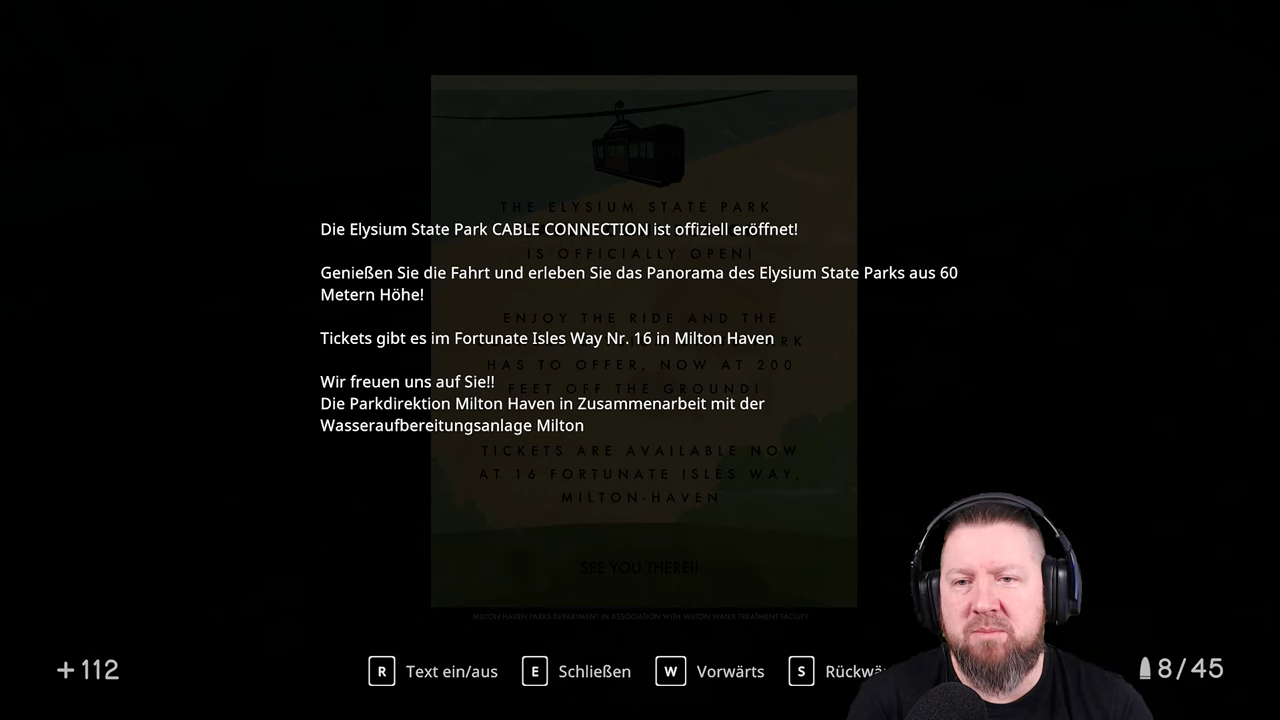 THE ELYSIUM STATE PARK
Die Elysium State Park CABLE CONNECTION ist offiziell eröffnet!
IS OFFICIALLY OPEN!
Genießen Sie die Fahrt und erleben Sie das Panorama des Elysium State Parks aus 60
Metern Höhe!
ENJOY THE RIDE AND THE
Tickets gibt es im Fortunate Isles Way Nr. 16 in Milton Haven
HAS TO OFFER, NOW AT 200
Wir freuen uns auf Sie!!
FEET OFF THE GROUND!
Die Parkdirektion Milton Haven in Zusammenarbeit mit der
Wasseraufbereitungsanlage Milton
TICKETS ARE AVAILABLE NOW
AT 16 FORTUNATE ISLES WAY,
MILTON-HAVEN
SEE YOU THERE!!
MILTON HAVEN PARKS DEPARTMENT IN ASSOCIATION WITH MILTON WATER TREATMENT FACILITY
+112 R Text ein/aus E Schließen W Vorwärts S Rückwä 8/45